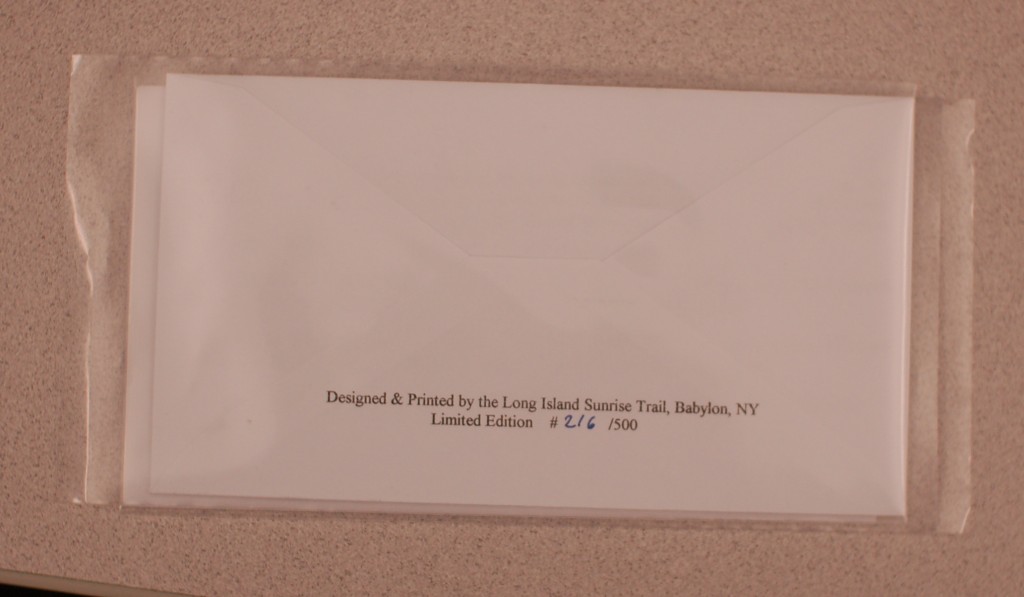 Designed & Printed by the Long Island Sunrise Trail, Babylon, NY
Limited Edition # 216 /500